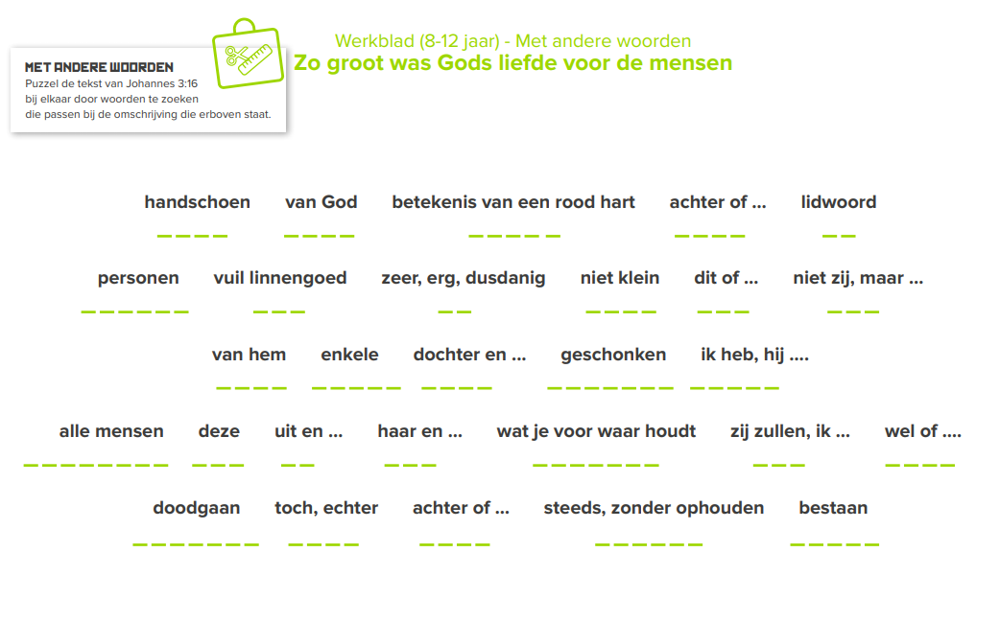 Werkblad (8-12 jaar) - Met andere woorden
Zo groot was Gods liefde voor de mensen
MET ANDERE WOORDEN
Puzzel de tekst van Johannes 3:16
bij elkaar door woorden te zoeken
die passen bij de omschrijving die erboven staat.
handschoen van God betekenis van een rood hart achter of ... lidwoord
_ _ _ _ _ _ _ _ _ _ _ _ _ _ _ _ _ _ _
personen vuil linnengoed zeer, erg, dusdanig niet klein dit of ... niet zij, maar ...
_ _ _ _ _ _ _ _ _ _ _ _ _ _ _ _ _ _ _ _ _
van hem enkele dochter en ... geschonken ik heb, hij ....
_ _ _ _ _ _ _ _ _ _ _ _ _ _ _ _ _ _ _ _ _ _ _ _ _
alle mensen deze uit en ... haar en ... wat je voor waar houdt zij zullen, ik ... wel of ....
_ _ _ _ _ _ _ _ _ _ _ _ _ _ _ _ _ _ _ _ _ _ _ _ _ _ _ _ _ _
doodgaan toch, echter achter of ... steeds, zonder ophouden bestaan
_ _ _ _ _ _ _ _ _ _ _ _ _ _ _ _ _ _ _ _ _ _ _ _ _ _